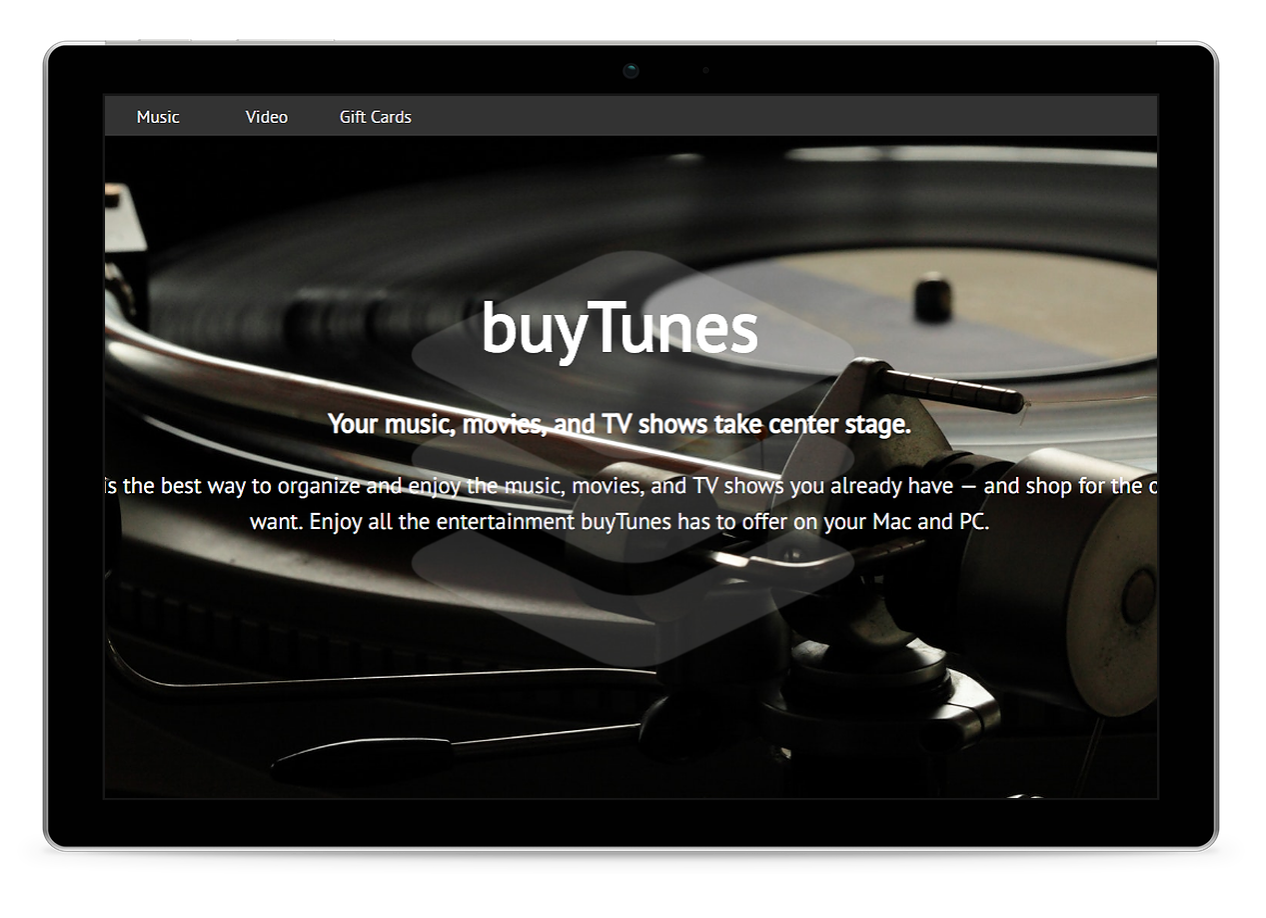 Music Video Gift Cards
buyTunes
Your music, movies, and TV shows take center stage.
is the best way to organize and enjoy the music, movies, and TV shows you already have — and shop for the
want. Enjoy all the entertainment buyTunes has to offer on your Mac and PC.